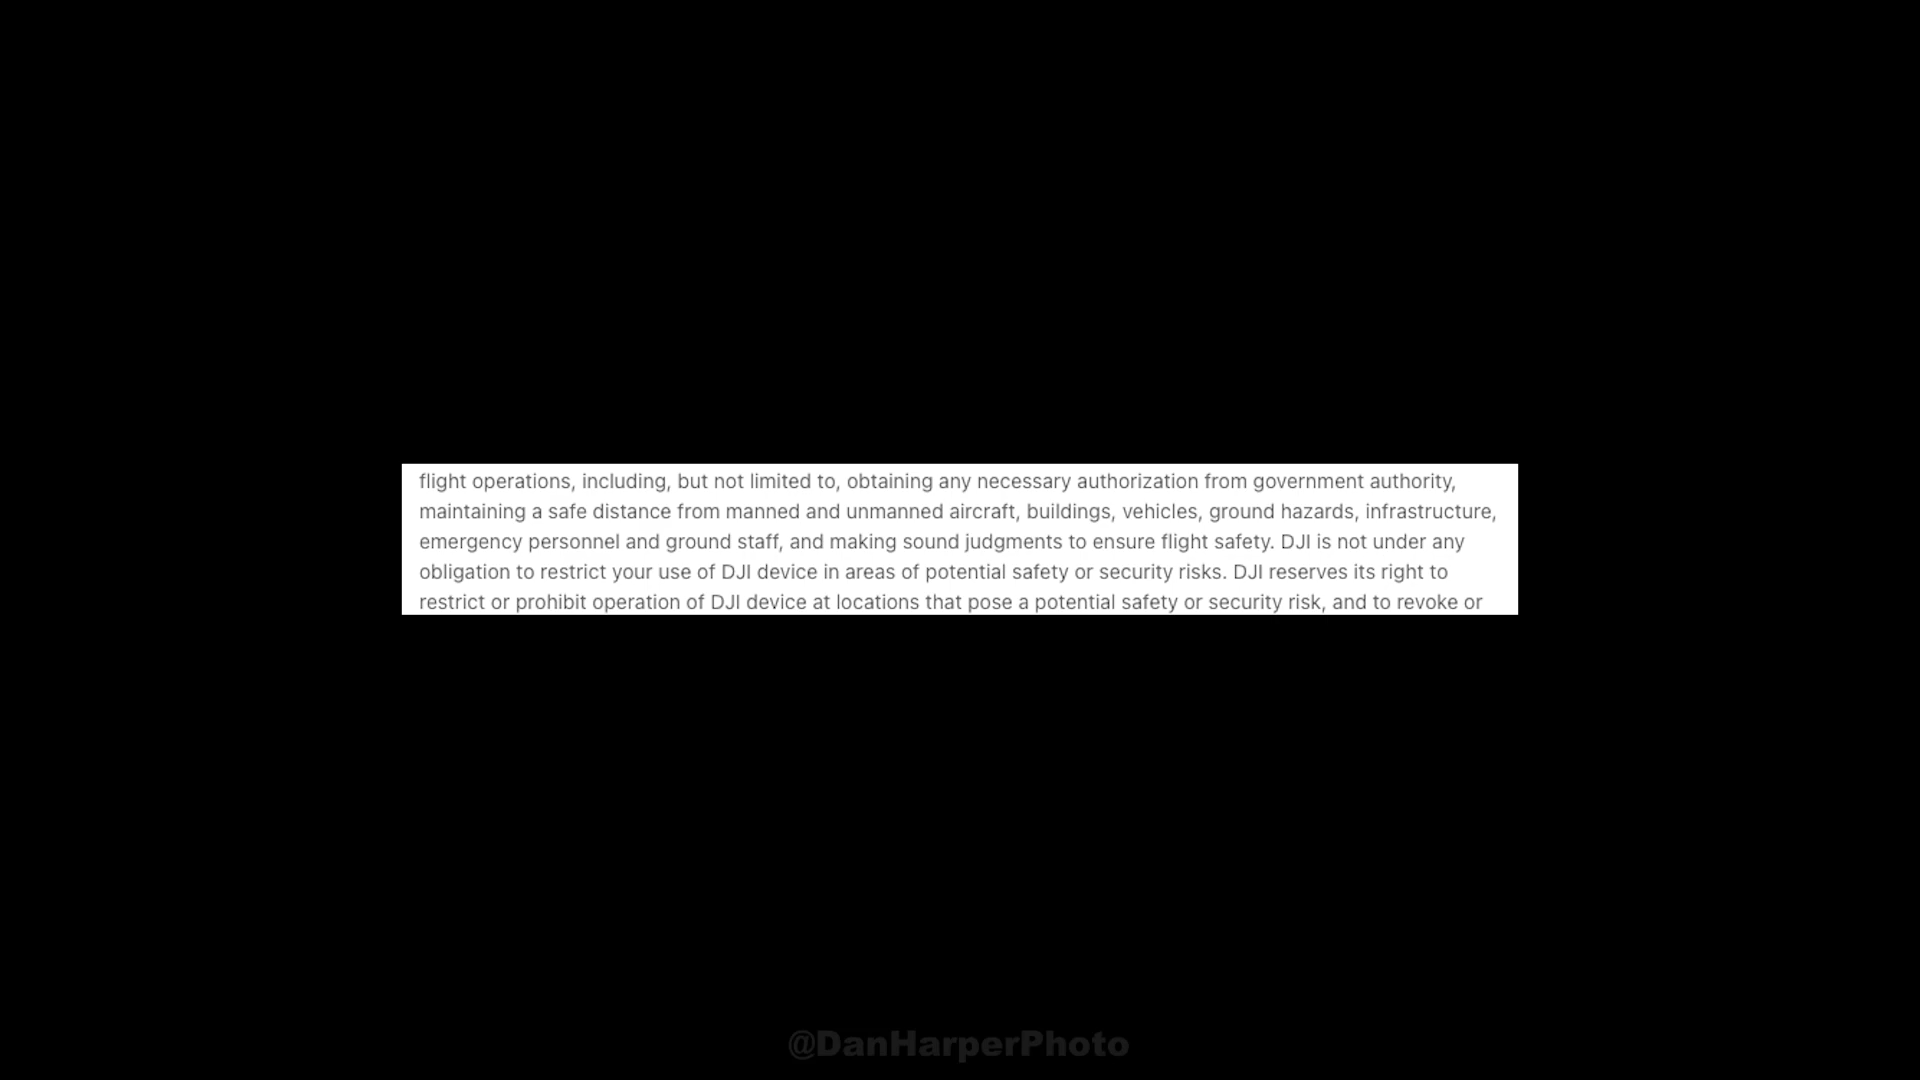 flight operations, including, but not limited to, obtaining any necessary authorization from government authority,
maintaining a safe distance from manned and unmanned aircraft, buildings, vehicles, ground hazards, infrastructure,
emergency personnel and ground staff, and making sound judgments to ensure flight safety. DJI is not under any
obligation to restrict your use of DJI device in areas of potential safety or security risks. DJI reserves its right to
restrict or prohibit operation of DJI device at locations that pose a potential safety or security risk, and to revoke or
@DanHarperPhoto